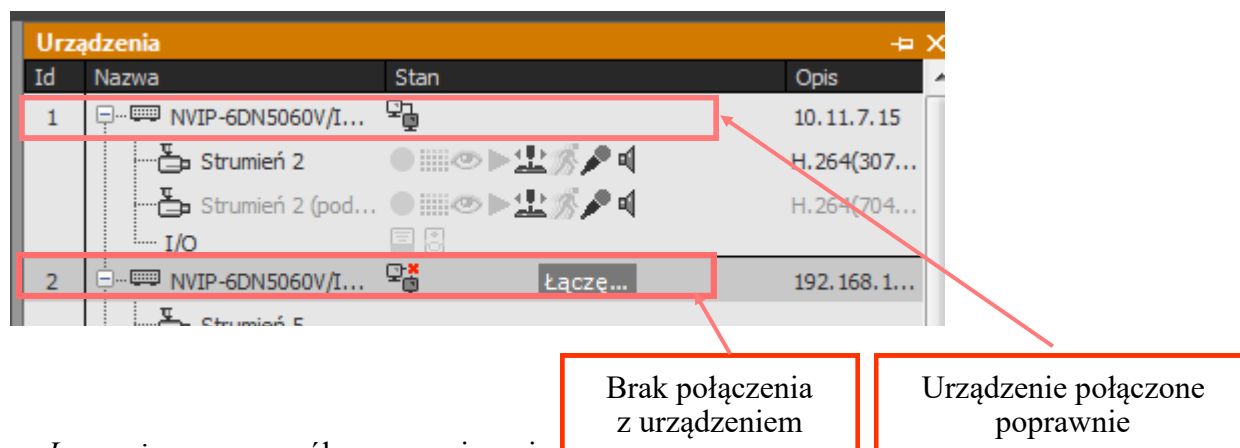 Urządzenia
Id Nazwa Stan Opis
1 NVIP-6DN5060V/I... 10.11.7.15
Strumień 2 H.264(307...
Strumień 2 (pod... H.264(704...
I/O
2 NVIP-6DN5060V/I... Łączę... 192.168.1...
Strumień 5
Brak połączenia
z urządzeniem
Urządzenie połączone
poprawnie